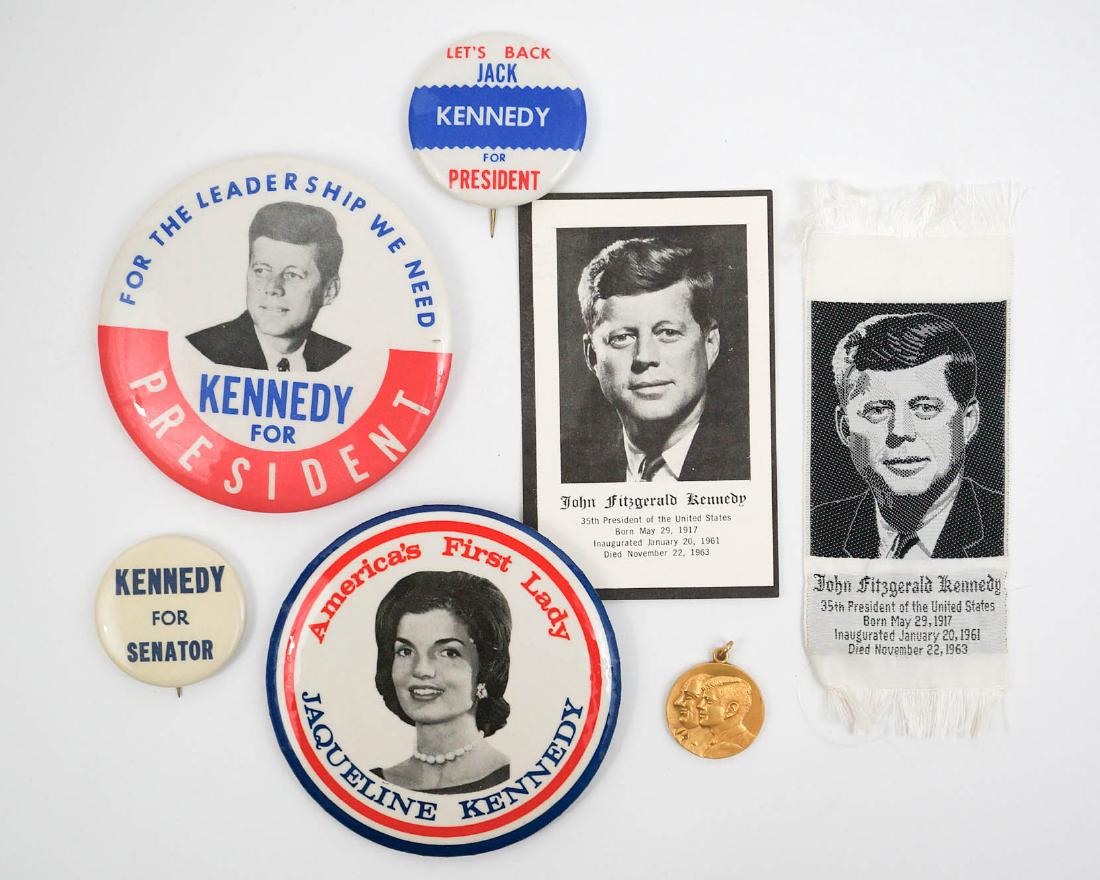 LET'S BACK
JACK
KENNEDY
FOR
PRESIDENT
FOR THE LEADERSHIP WE NEED
KENNEDY
FOR
PRESIDENT
John Fitzgerald Kennedy
35th President of the United States
Born May 29, 1917
Inaugurated January 20, 1961
Died November 22, 1963
John Fitzgerald Kennedy
35th President of the United States
Born May 29, 1917
Inaugurated January 20, 1961
Died November 22, 1963
KENNEDY
FOR
SENATOR
America's First Lady
JAQUELINE KENNEDY